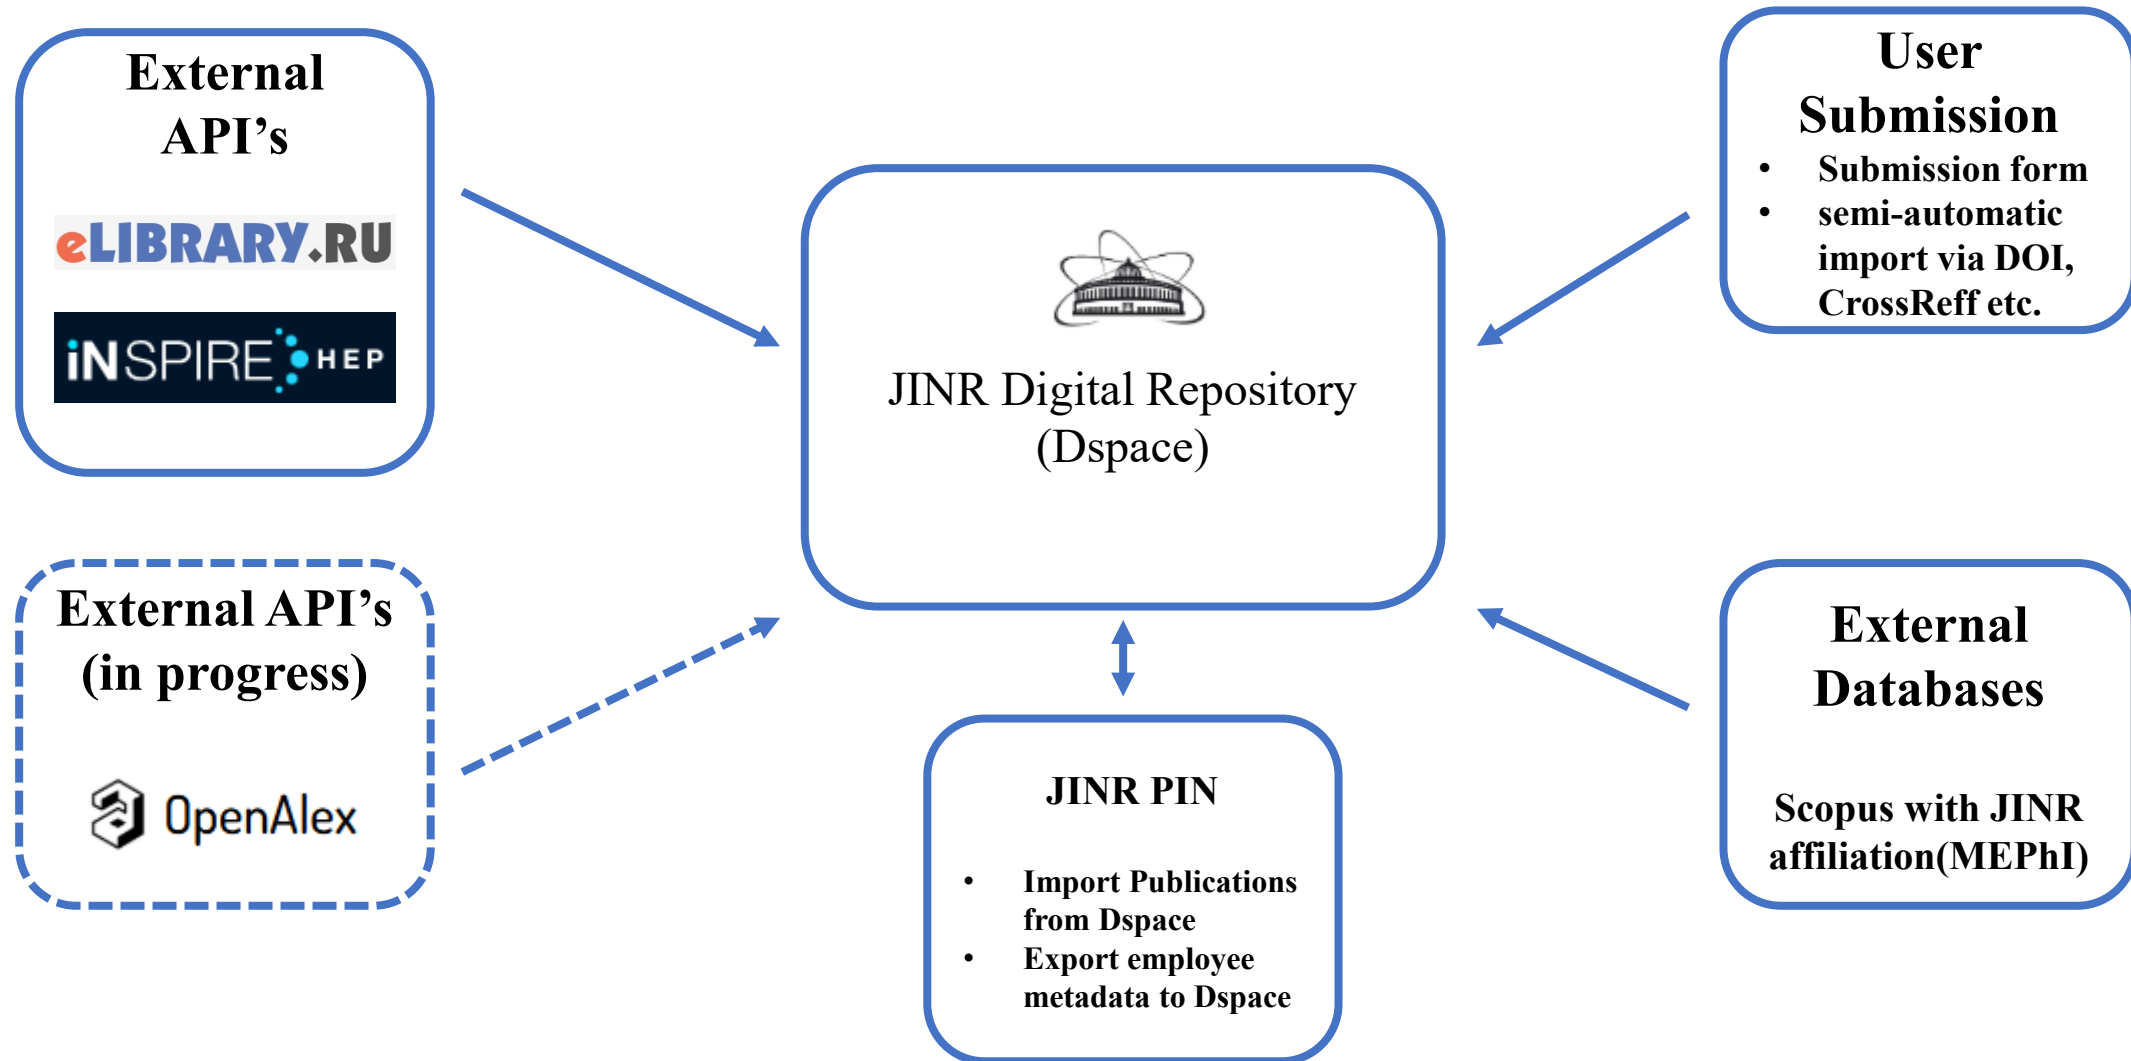 External
API’s
eLIBRARY.RU
iNSPIRE HEP
External API’s
(in progress)
OpenAlex
JINR Digital Repository
(Dspace)
JINR PIN
• Import Publications
from Dspace
• Export employee
metadata to Dspace
User
Submission
• Submission form
• semi-automatic
import via DOI,
CrossReff etc.
External
Databases
Scopus with JINR
affiliation(MEPhI)